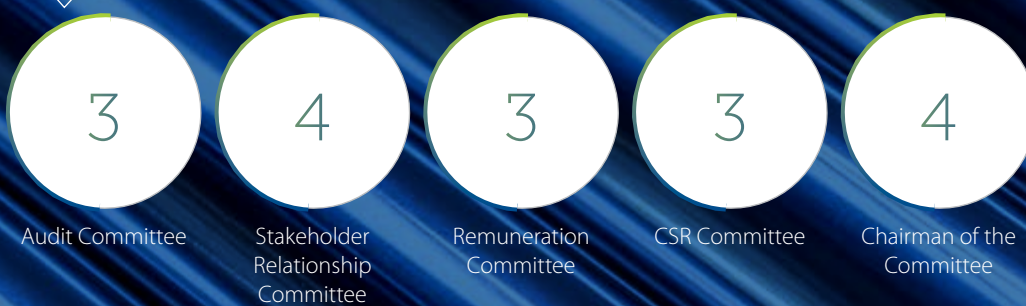 3
4
3
3
4
Audit Committee
Stakeholder
Relationship
Committee
Remuneration
Committee
CSR Committee
Chairman of the
Committee